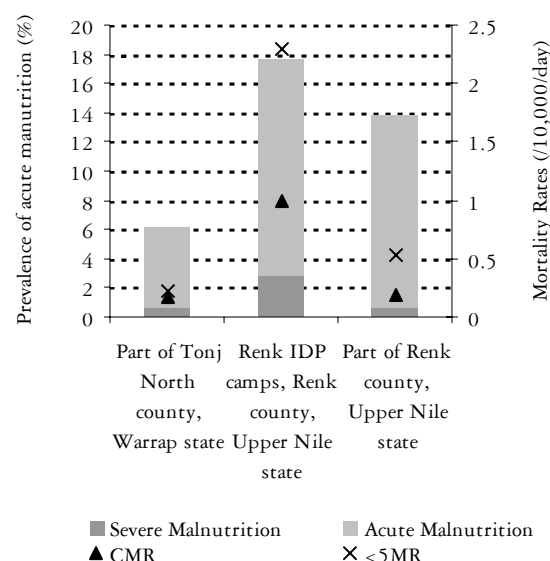 Prevalence of acute manutrition (%)
20
18
16
14
12
10
8
6
4
2
0
2.5
2
1.5
1
0.5
0
Mortality Rates (/10,000/day)
Part of Tonj North county, Warrap state
Renk IDP camps, Renk county, Upper Nile state
Part of Renk county, Upper Nile state
Severe Malnutrition
Acute Malnutrition
CMR
<5MR